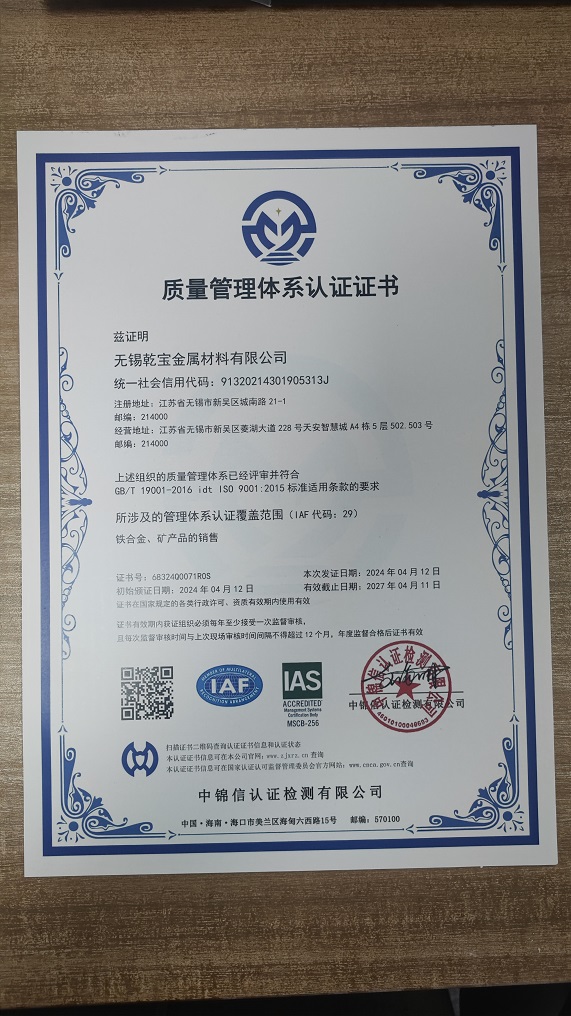 质量管理体系认证证书
兹证明
无锡乾宝金属材料有限公司
统一社会信用代码：91320214301905313J
注册地址：江苏省无锡市新吴区城南路 21-1
邮编：214000
经营地址：江苏省无锡市新吴区菱湖大道 228 号天安智慧城 A4 栋 5 层 502.503 号
邮编：214000
上述组织的质量管理体系已经评审并符合
GB/T 19001-2016 idt ISO 9001:2015 标准适用条款的要求
所涉及的管理体系认证覆盖范围（IAF 代码：29）
铁合金、矿产品的销售
证书号：6B324Q0071R0S
本次发证日期：2024 年 04 月 12 日
初始颁证日期：2024 年 04 月 12 日
有效截止日期：2027 年 04 月 11 日
证书在国家规定的各类行政许可、资质有效期内使用有效
证书有效期内获证组织必须每年至少接受一次监督审核，
且每次监督审核时间与上次现场审核时间间隔不得超过 12 个月，年度监督合格后证书有效
MEMBER OF MULTILATERAL
IAF
RECOGNITION ARRANGEMENT
IAS
ACCREDITED
Management Systems
Certification Body
MSCB-256
中锦信认证检测有限公司
扫描证书二维码查询认证证书信息和认证状态
本认证证书信息可在本公司官网：www.zjxrz.cn 查询
本认证证书信息可在国家认证认可监督管理委员会官方网站：www.cnca.gov.cn查询
中锦信认证检测有限公司
中国·海南·海口市美兰区海甸六西路15号 邮编：570100